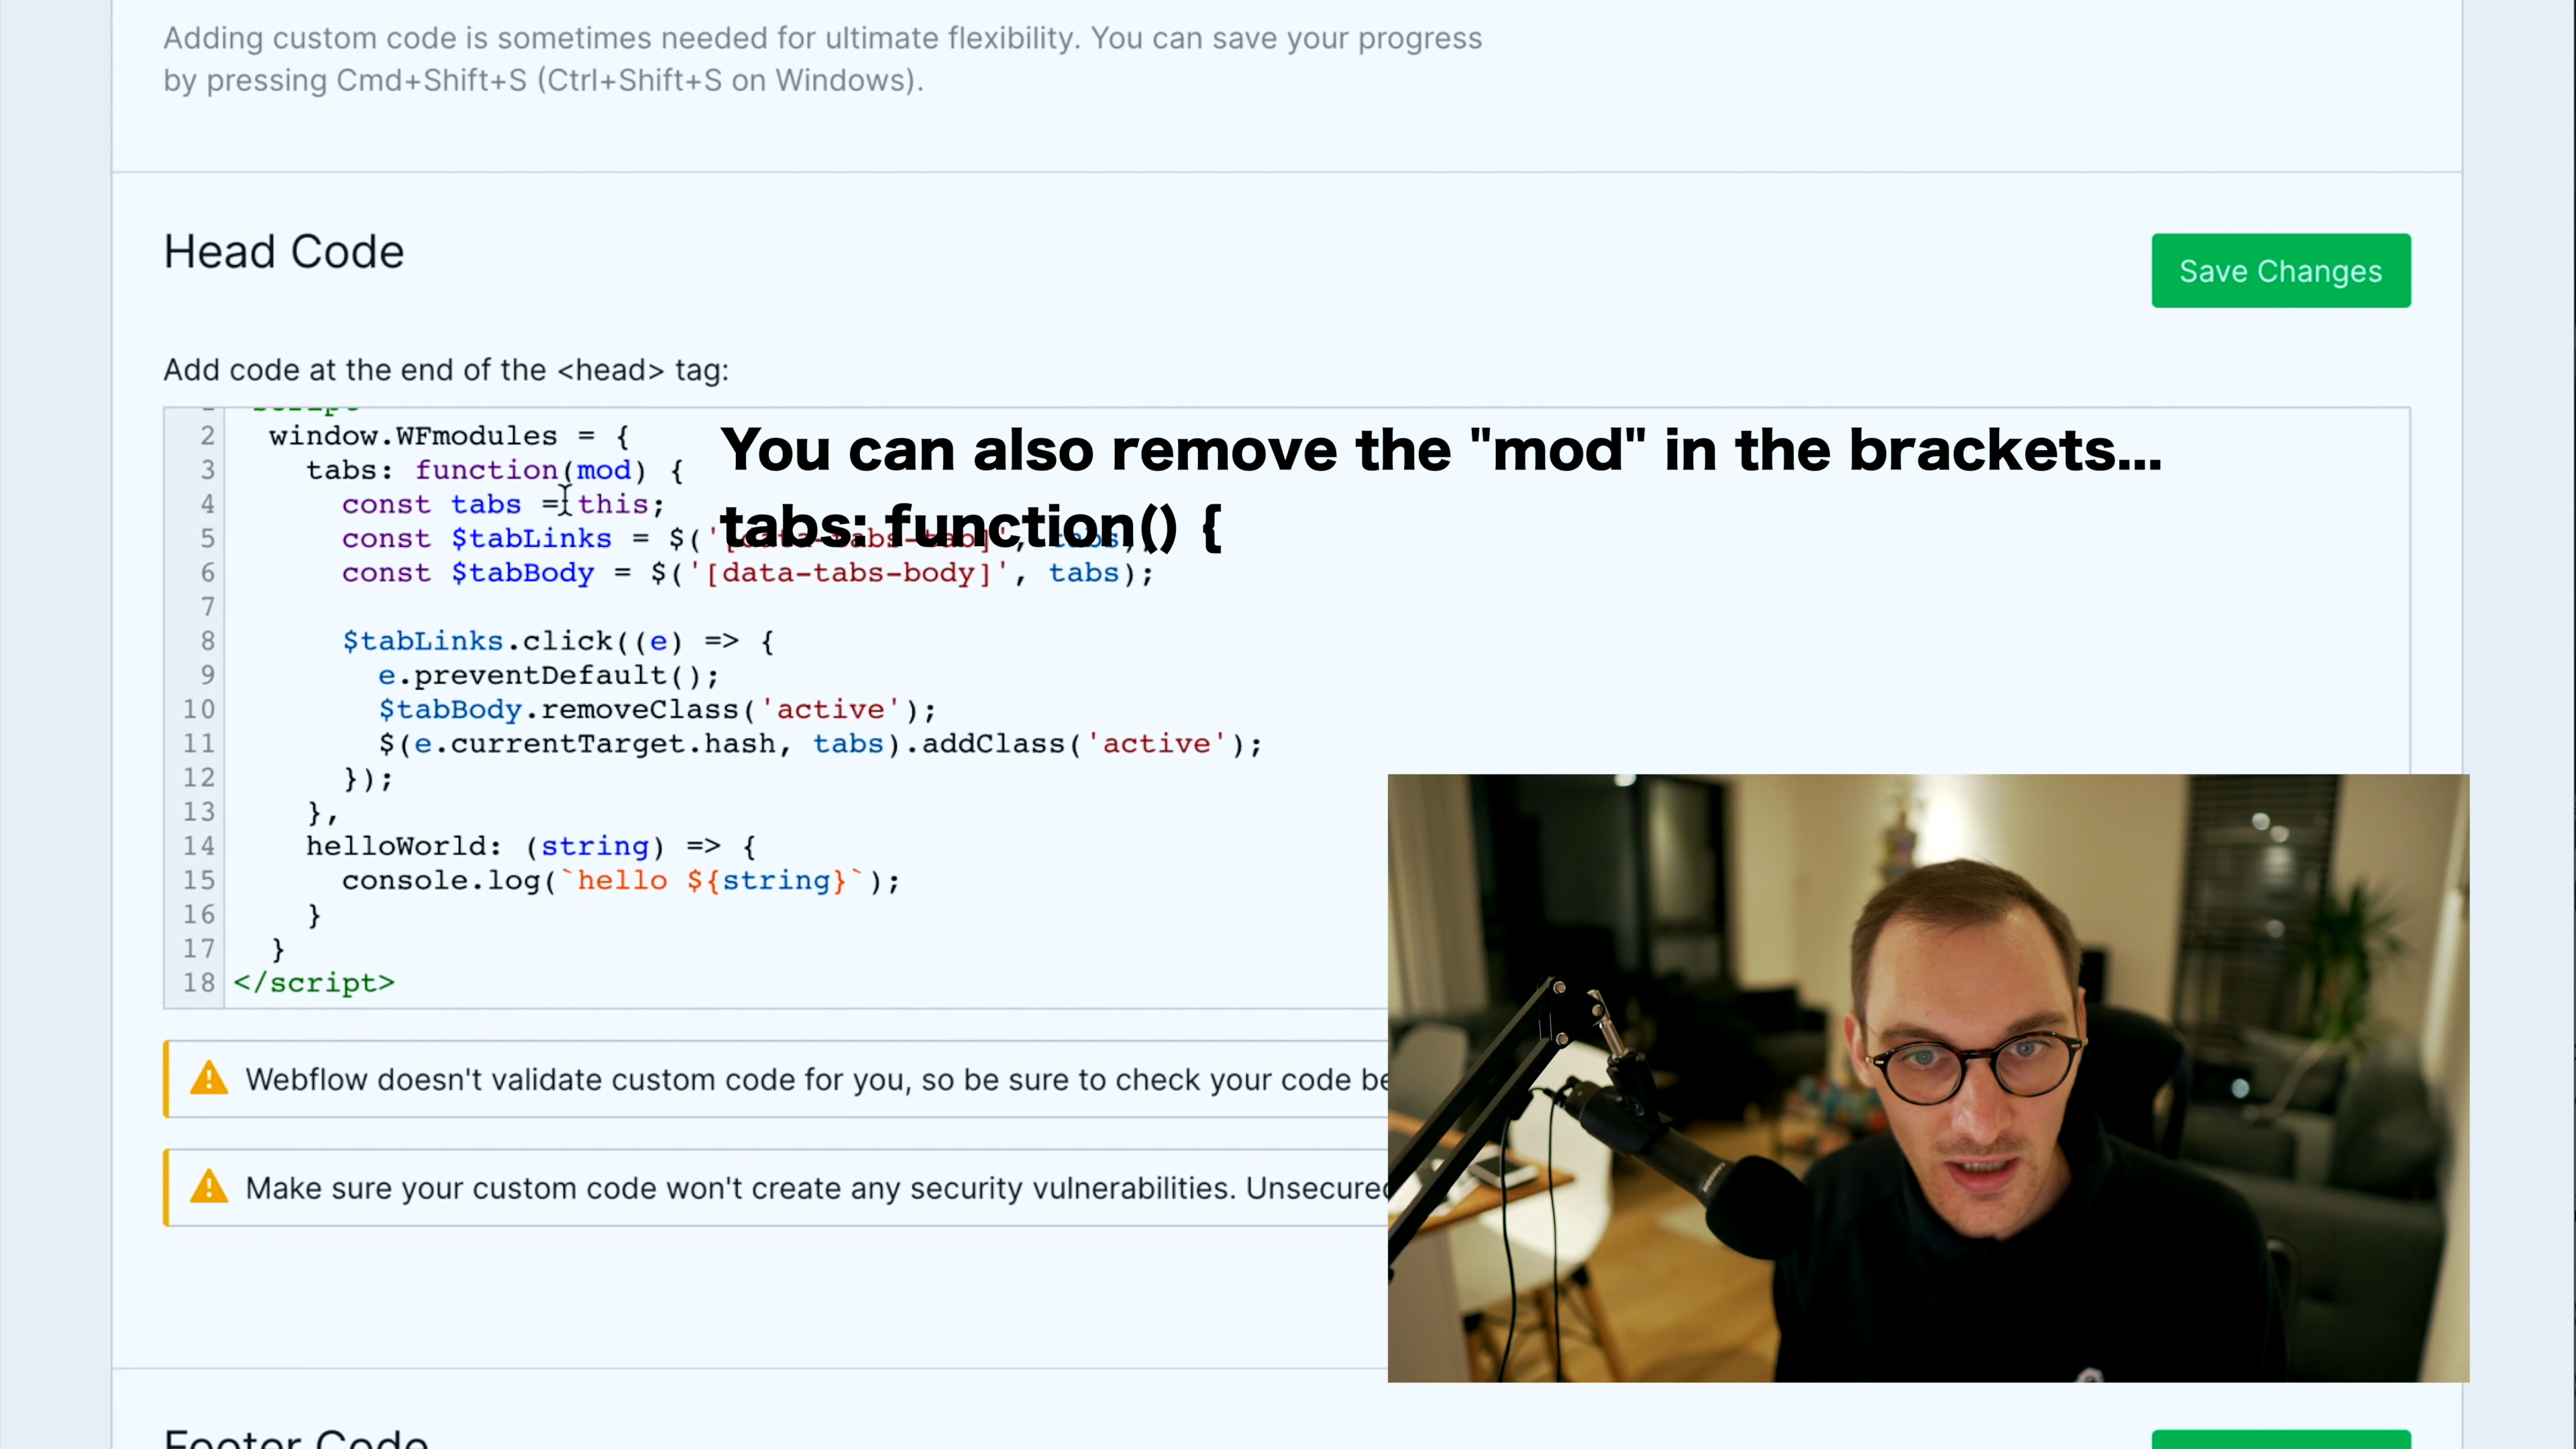 Adding custom code is sometimes needed for ultimate flexibility. You can save your progress
by pressing Cmd+Shift+S (Ctrl+Shift+S on Windows).
Head Code
Save Changes
Add code at the end of the <head> tag:
2 window.WFmodules = {
You can also remove the "mod" in the brackets...
tabs: function() {
3 tabs: function(mod) {
4 const tabs = this;
5 const $tabLinks = $('[data-tabs-tab]', tabs);
6 const $tabBody = $('[data-tabs-body]', tabs);
7
8 $tabLinks.click((e) => {
9 e.preventDefault();
10 $tabBody.removeClass('active');
11 $(e.currentTarget.hash, tabs).addClass('active');
12 });
13 },
14 helloWorld: (string) => {
15 console.log(`hello ${string}`);
16 }
17 }
18 </script>
Webflow doesn't validate custom code for you, so be sure to check your code
Make sure your custom code won't create any security vulnerabilities.
Footer Code